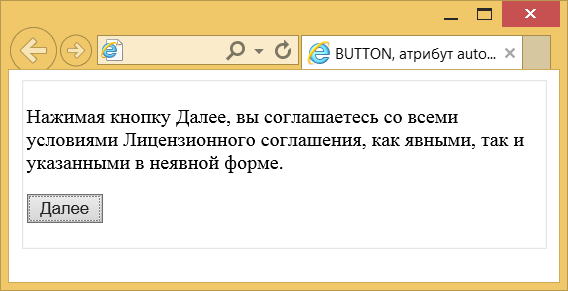 BUTTON, атрибут auto...
Нажимая кнопку Далее, вы соглашаетесь со всеми
условиями Лицензионного соглашения, как явными, так и
указанными в неявной форме.
Далее